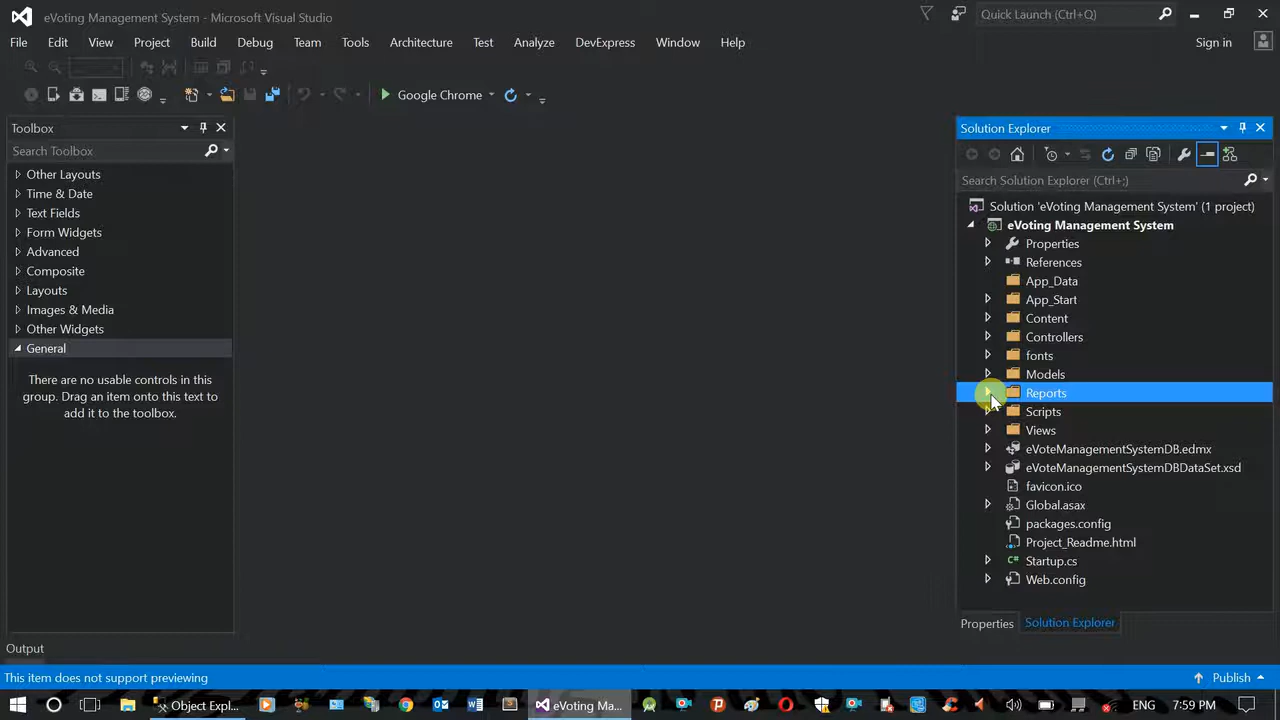 eVoting Management System - Microsoft Visual Studio
Quick Launch (Ctrl+Q)
File Edit View Project Build Debug Team Tools Architecture Test Analyze DevExpress Window Help
Sign in
Google Chrome
Toolbox
Search Toolbox
Other Layouts
Time & Date
Text Fields
Form Widgets
Advanced
Composite
Layouts
Images & Media
Other Widgets
General
There are no usable controls in this
group. Drag an item onto this text to
add it to the toolbox.
Solution Explorer
Search Solution Explorer (Ctrl+;)
Solution 'eVoting Management System' (1 project)
eVoting Management System
Properties
References
App_Data
App_Start
Content
Controllers
fonts
Models
Reports
Scripts
Views
eVoteManagementSystemDB.edmx
eVoteManagementSystemDBDataSet.xsd
favicon.ico
Global.asax
packages.config
Project_Readme.html
Startup.cs
Web.config
Properties Solution Explorer
Output
This item does not support previewing
Publish
Object Expl...
eVoting Ma...
ENG 7:59 PM